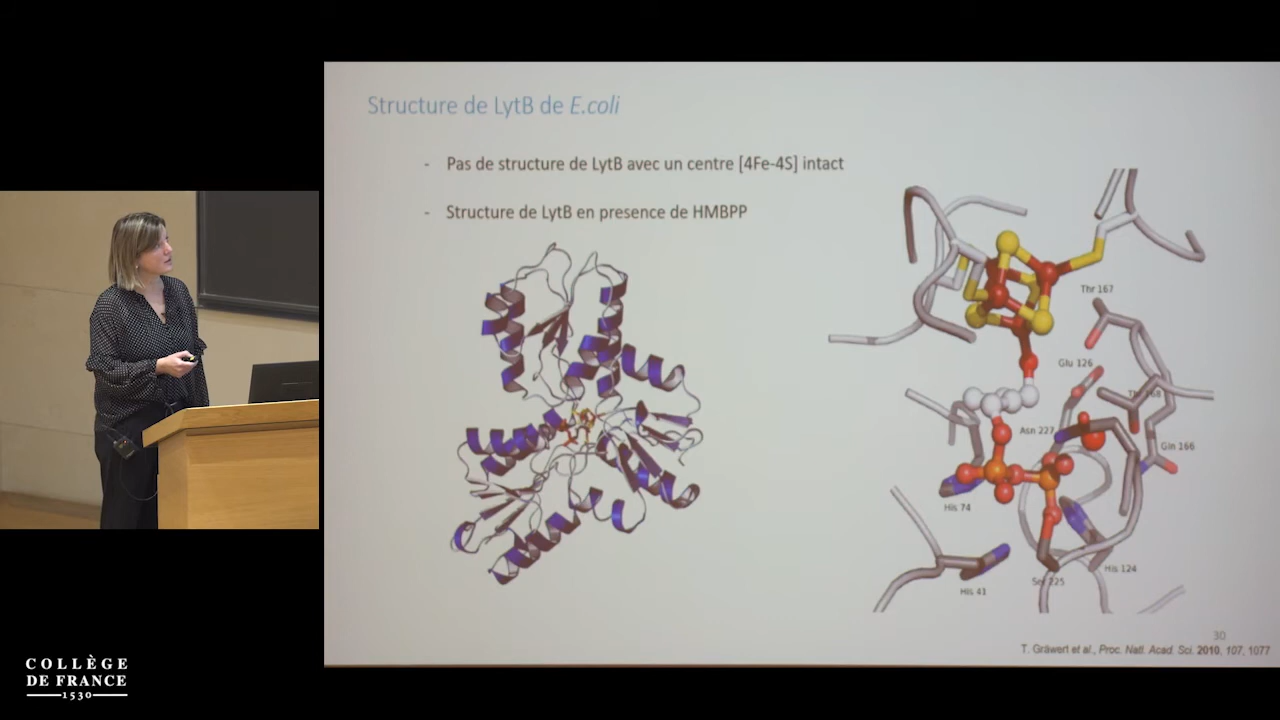 Structure de LytB de E.coli
- Pas de structure de LytB avec un centre [4Fe-4S] intact
- Structure de LytB en presence de HMBPP
Thr 167
Glu 126
Asn 227
Gln 166
His 74
His 124
Ser 225
His 41
30
T. Gräwert et al., Proc. Natl. Acad. Sci. 2010, 107, 1077
COLLÈGE
DE FRANCE
1530